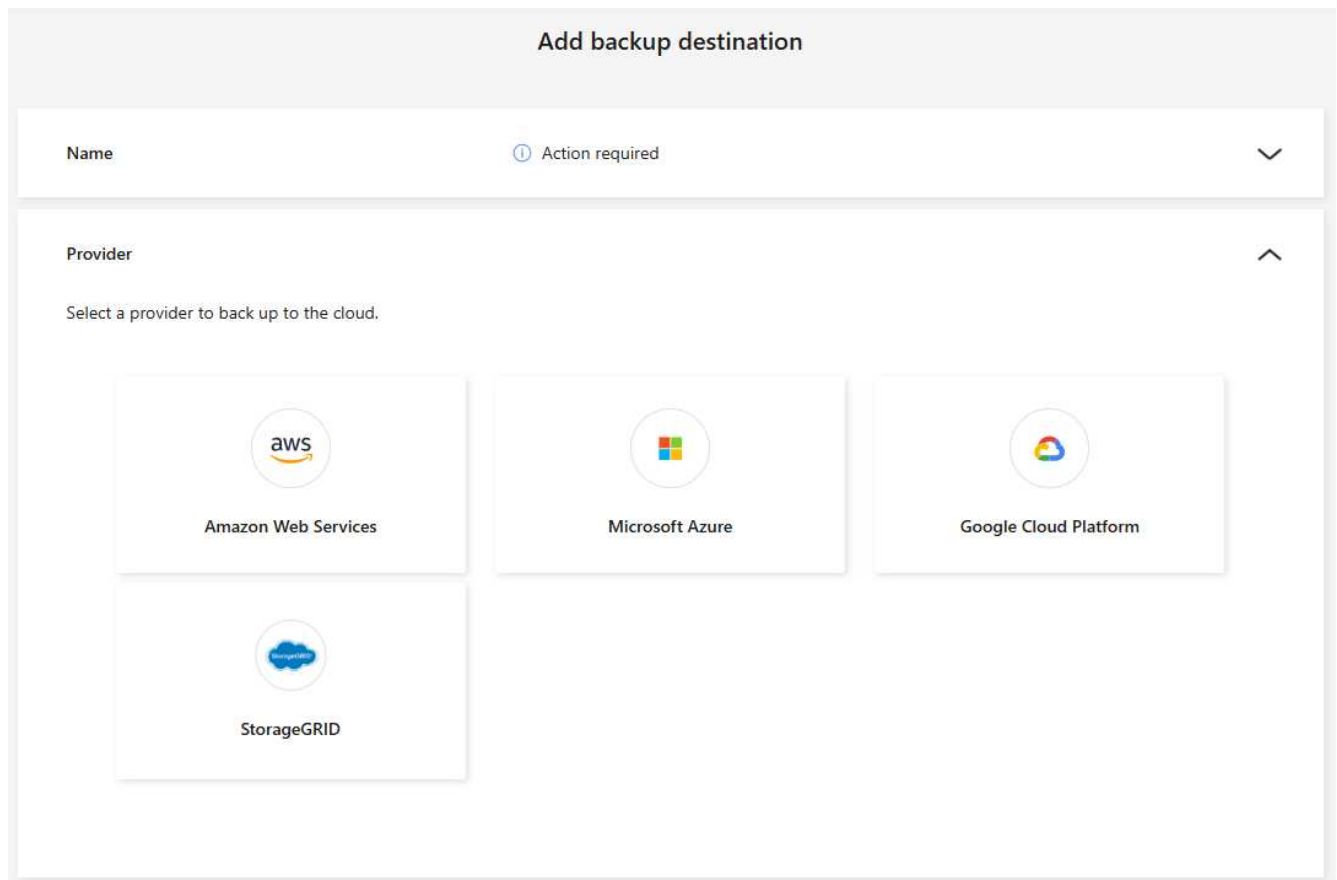 Add backup destination
Name
Action required
Provider
Select a provider to back up to the cloud.
aws
Amazon Web Services
Microsoft Azure
Google Cloud Platform
StorageGRID
StorageGRID